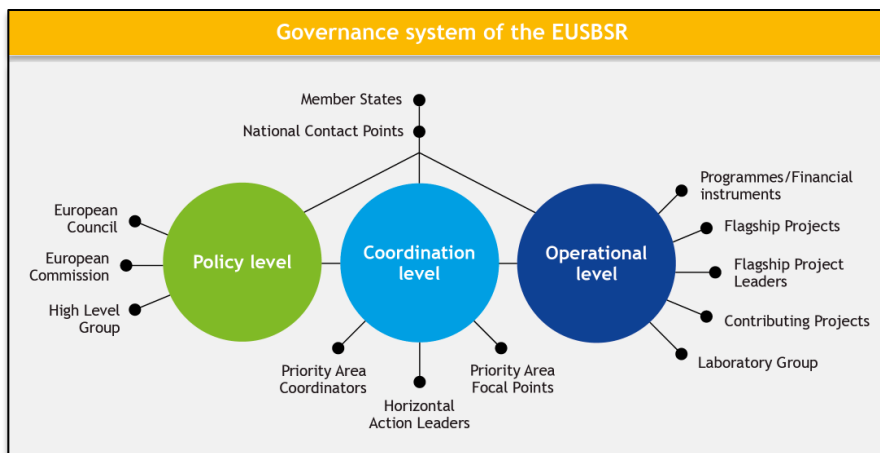 Governance system of the EUSBSR
Member States
National Contact Points
European
Council
European
Commission
High Level
Group
Policy level
Coordination
level
Operational
level
Programmes/Financial
instruments
Flagship Projects
Flagship Project
Leaders
Contributing Projects
Laboratory Group
Priority Area
Coordinators
Horizontal
Action Leaders
Priority Area
Focal Points